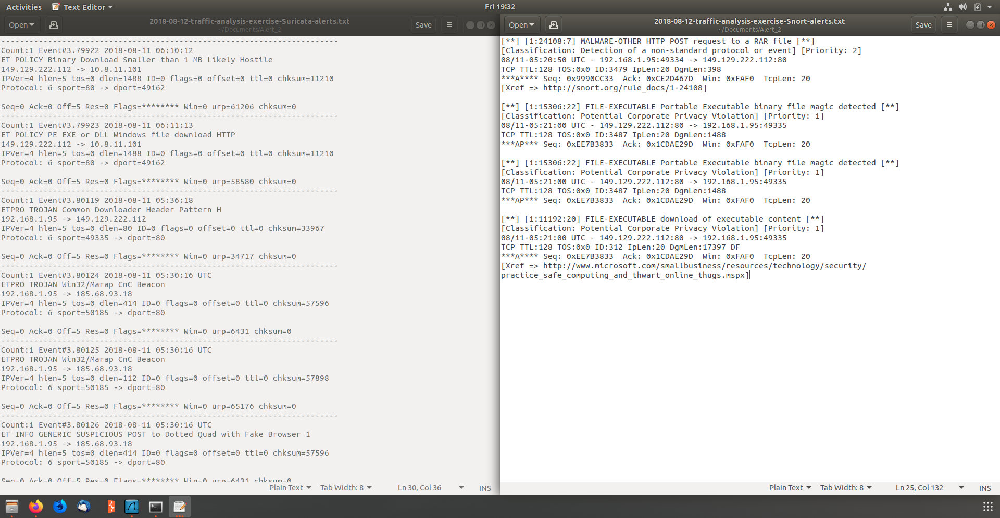 Activities
Text Editor
Fri 19:32
Open
2018-08-12-traffic-analysis-exercise-Suricata-alerts.txt
~/Documents/Alert_2
Save
-----------------------------------------------------------------------
Count:1 Event#3.79922 2018-08-11 06:10:12
ET POLICY Binary Download Smaller than 1 MB Likely Hostile
149.129.222.112 -> 10.8.11.101
IPVer=4 hlen=5 tos=0 dlen=1488 ID=0 flags=0 offset=0 ttl=0 chksum=11210
Protocol: 6 sport=80 -> dport=49162
Seq=0 Ack=0 Off=5 Res=0 Flags=******** Win=0 urp=61206 chksum=0
-----------------------------------------------------------------------
Count:1 Event#3.79923 2018-08-11 06:11:13
ET POLICY PE EXE or DLL Windows file download HTTP
149.129.222.112 -> 10.8.11.101
IPVer=4 hlen=5 tos=0 dlen=1488 ID=0 flags=0 offset=0 ttl=0 chksum=11210
Protocol: 6 sport=80 -> dport=49162
Seq=0 Ack=0 Off=5 Res=0 Flags=******** Win=0 urp=58580 chksum=0
-----------------------------------------------------------------------
Count:1 Event#3.80119 2018-08-11 05:36:18
ETPRO TROJAN Common Downloader Header Pattern H
192.168.1.95 -> 149.129.222.112
IPVer=4 hlen=5 tos=0 dlen=80 ID=0 flags=0 offset=0 ttl=0 chksum=33967
Protocol: 6 sport=49335 -> dport=80
Seq=0 Ack=0 Off=5 Res=0 Flags=******** Win=0 urp=34717 chksum=0
-----------------------------------------------------------------------
Count:1 Event#3.80124 2018-08-11 05:30:16 UTC
ETPRO TROJAN Win32/Marap CnC Beacon
192.168.1.95 -> 185.68.93.18
IPVer=4 hlen=5 tos=0 dlen=414 ID=0 flags=0 offset=0 ttl=0 chksum=57596
Protocol: 6 sport=50185 -> dport=80
Seq=0 Ack=0 Off=5 Res=0 Flags=******** Win=0 urp=6431 chksum=0
-----------------------------------------------------------------------
Count:1 Event#3.80125 2018-08-11 05:30:16 UTC
ETPRO TROJAN Win32/Marap CnC Beacon
192.168.1.95 -> 185.68.93.18
IPVer=4 hlen=5 tos=0 dlen=112 ID=0 flags=0 offset=0 ttl=0 chksum=57898
Protocol: 6 sport=50185 -> dport=80
Seq=0 Ack=0 Off=5 Res=0 Flags=******** Win=0 urp=65176 chksum=0
-----------------------------------------------------------------------
Count:1 Event#3.80126 2018-08-11 05:30:16 UTC
ET INFO GENERIC SUSPICIOUS POST to Dotted Quad with Fake Browser 1
192.168.1.95 -> 185.68.93.18
IPVer=4 hlen=5 tos=0 dlen=414 ID=0 flags=0 offset=0 ttl=0 chksum=57596
Protocol: 6 sport=50185 -> dport=80
Seq=0 Ack=0 Off=5 Res=0 Flags=******** Win=0 urp=6431 chksum=0
Plain Text
Tab Width: 8
Ln 30, Col 36
INS
Open
2018-08-12-traffic-analysis-exercise-Snort-alerts.txt
~/Documents/Alert_2
Save
[**] [1:24108:7] MALWARE-OTHER HTTP POST request to a RAR file [**]
[Classification: Detection of a non-standard protocol or event] [Priority: 2]
08/11-05:20:50 UTC - 192.168.1.95:49334 -> 149.129.222.112:80
TCP TTL:128 TOS:0x0 ID:3479 IpLen:20 DgmLen:398
***A**** Seq: 0x9990CC33  Ack: 0xCE2D467D  Win: 0xFAF0  TcpLen: 20
[Xref => http://snort.org/rule_docs/1-24108]
[**] [1:15306:22] FILE-EXECUTABLE Portable Executable binary file magic detected [**]
[Classification: Potential Corporate Privacy Violation] [Priority: 1]
08/11-05:21:00 UTC - 149.129.222.112:80 -> 192.168.1.95:49335
TCP TTL:128 TOS:0x0 ID:3487 IpLen:20 DgmLen:1488
***AP*** Seq: 0xEE7B3833  Ack: 0x1CDAE29D  Win: 0xFAF0  TcpLen: 20
[**] [1:15306:22] FILE-EXECUTABLE Portable Executable binary file magic detected [**]
[Classification: Potential Corporate Privacy Violation] [Priority: 1]
08/11-05:21:00 UTC - 149.129.222.112:80 -> 192.168.1.95:49335
TCP TTL:128 TOS:0x0 ID:3487 IpLen:20 DgmLen:1488
***AP*** Seq: 0xEE7B3833  Ack: 0x1CDAE29D  Win: 0xFAF0  TcpLen: 20
[**] [1:11192:20] FILE-EXECUTABLE download of executable content [**]
[Classification: Potential Corporate Privacy Violation] [Priority: 1]
08/11-05:21:00 UTC - 149.129.222.112:80 -> 192.168.1.95:49335
TCP TTL:128 TOS:0x0 ID:312 IpLen:20 DgmLen:17397 DF
***A**** Seq: 0xEE7B3833  Ack: 0x1CDAE29D  Win: 0xFAF0  TcpLen: 20
[Xref => http://www.microsoft.com/smallbusiness/resources/technology/security/
practice_safe_computing_and_thwart_online_thugs.mspx]
Plain Text
Tab Width: 8
Ln 25, Col 132
INS